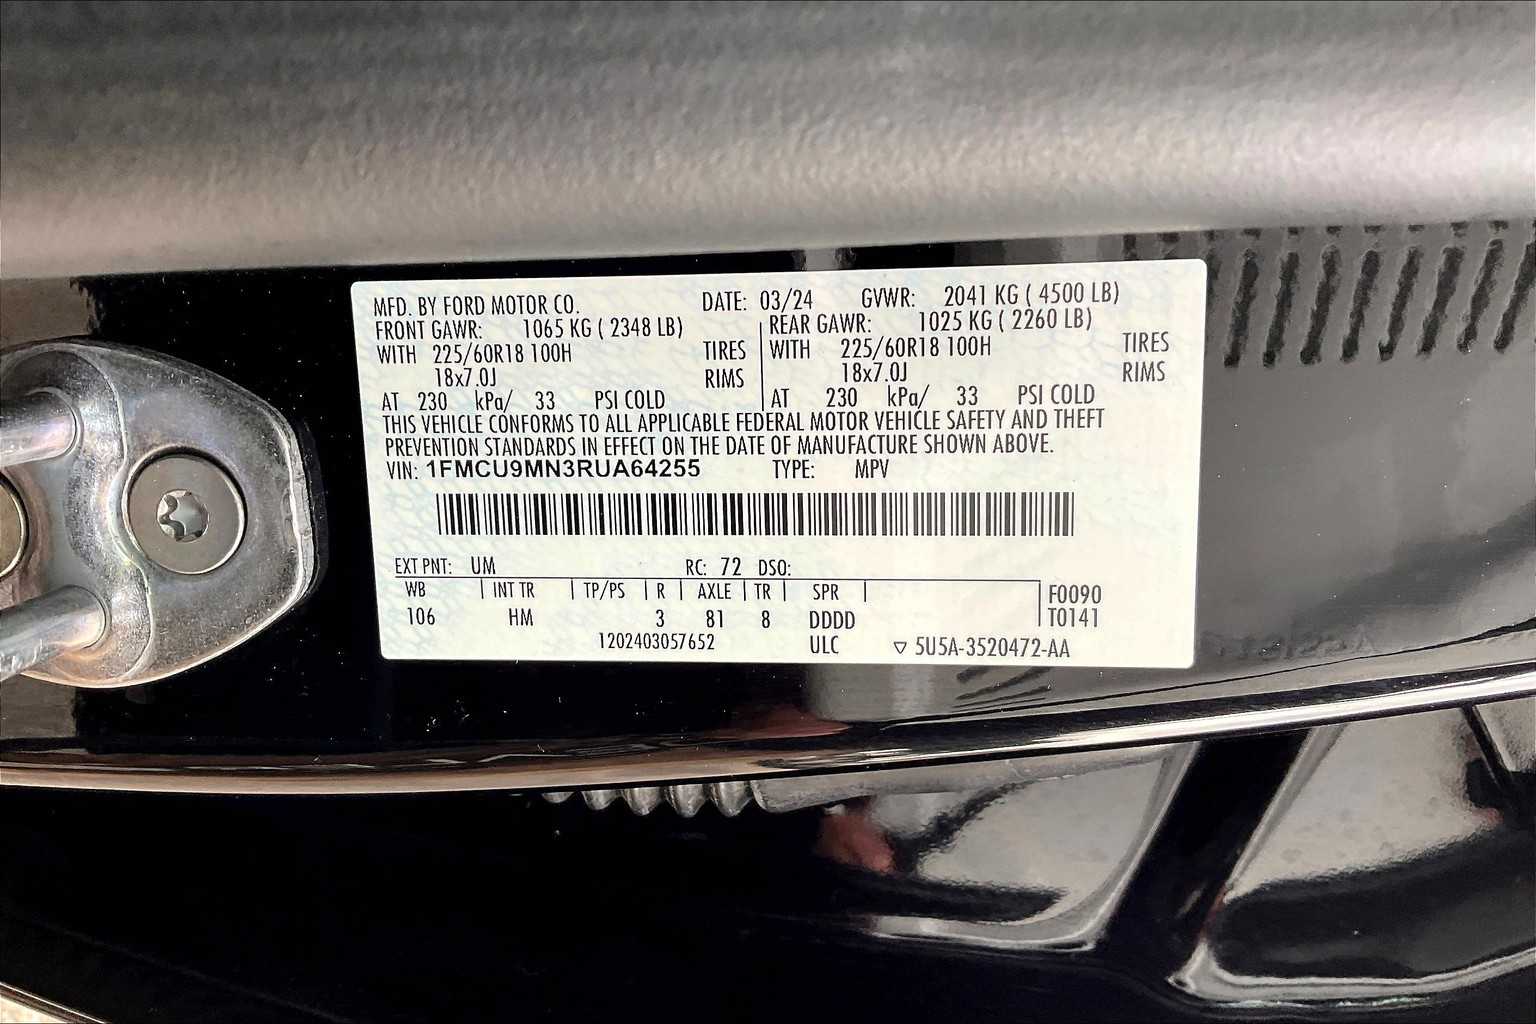 MFD. BY FORD MOTOR CO. DATE: 03/24 GVWR: 2041 KG ( 4500 LB)
FRONT GAWR: 1065 KG ( 2348 LB) REAR GAWR: 1025 KG ( 2260 LB)
WITH 225/60R18 100H TIRES WITH 225/60R18 100H TIRES
18x7.0J RIMS 18x7.0J RIMS
AT 230 kPa/ 33 PSI COLD AT 230 kPa/ 33 PSI COLD
THIS VEHICLE CONFORMS TO ALL APPLICABLE FEDERAL MOTOR VEHICLE SAFETY AND THEFT
PREVENTION STANDARDS IN EFFECT ON THE DATE OF MANUFACTURE SHOWN ABOVE.
VIN: 1FMCU9MN3RUA64255 TYPE: MPV
EXT PNT: UM RC: 72 DSO:
WB INT TR TP/PS R AXLE TR SPR F0090
106 HM 3 81 8 DDDD T0141
1202403057652 ULC ▽ 5U5A-3520472-AA